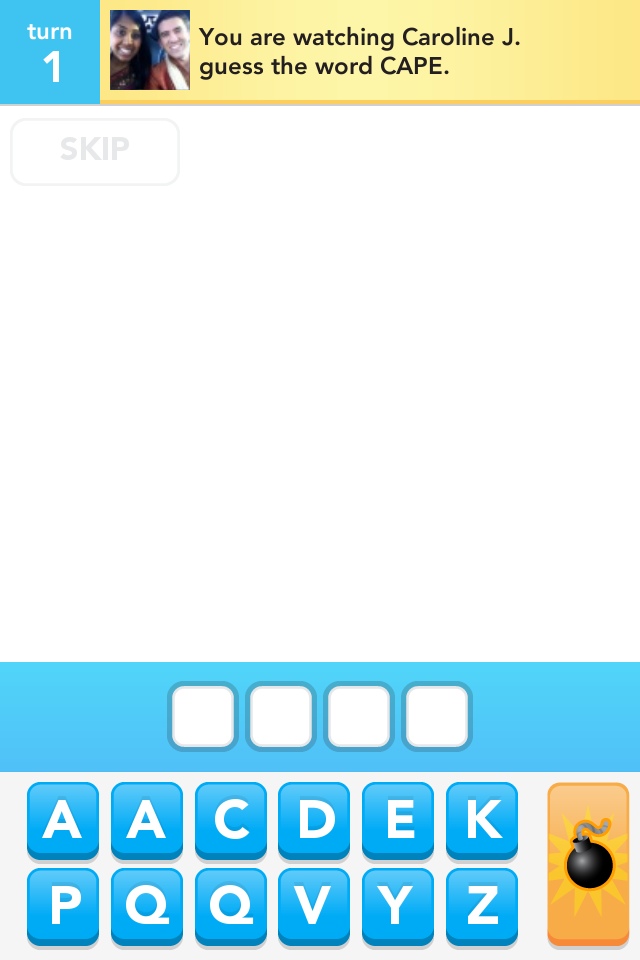 turn
1
You are watching Caroline J.
guess the word CAPE.
SKIP
A A C D E K
P Q Q V Y Z